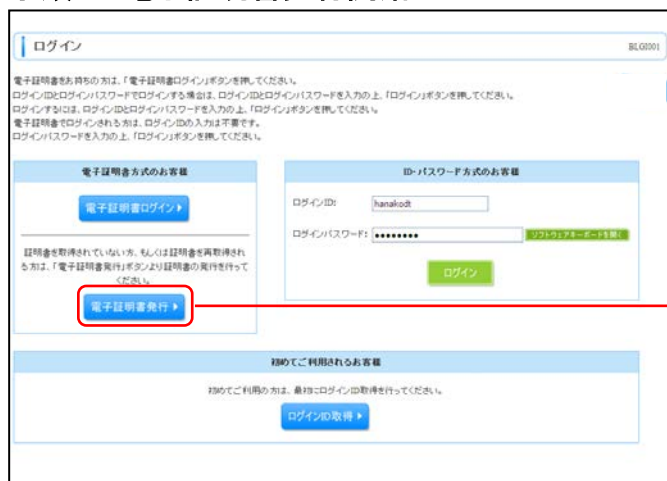 ログイン
BLGI001
電子証明書をお持ちの方は、「電子証明書ログイン」ボタンを押してください。
ログインIDとログインパスワードでログインする場合は、ログインIDとログインパスワードを入力の上、「ログイン」ボタンを押してください。
ログインするには、ログインIDとログインパスワードを入力の上、「ログイン」ボタンを押してください。
電子証明書でログインされる方は、ログインIDの入力は不要です。
ログインパスワードを入力の上、「ログイン」ボタンを押してください。
電子証明書方式のお客様
電子証明書ログイン
証明書を取得されていない方、もしくは証明書を再取得され
る方は、「電子証明書発行」ボタンより証明書の発行を行って
ください。
電子証明書発行
ID・パスワード方式のお客様
ログインID:
hanakodt
ログインパスワード:
●●●●●●●●
ソフトウェアキーボードを開く
ログイン
初めてご利用されるお客様
初めてご利用の方は、最初にログインID取得を行ってください。
ログインID取得